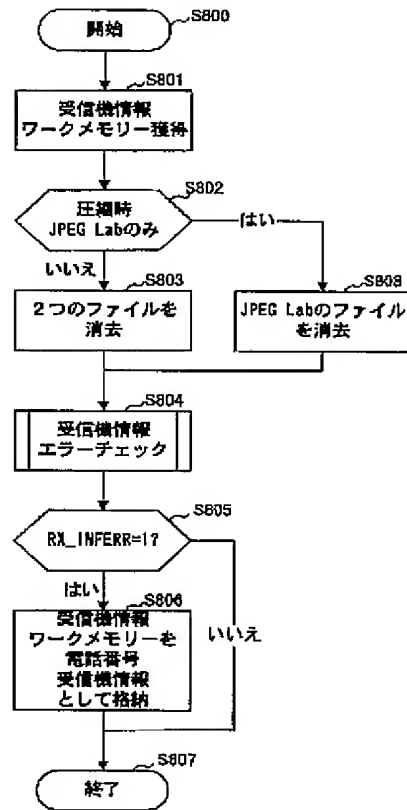 S800
開始
S801
受信機情報
ワークメモリー獲得
S802
圧縮時
JPEG Labのみ
はい
いいえ
S803
2つのファイルを
消去
S808
JPEG Labのファイル
を消去
S804
受信機情報
エラーチェック
S805
RX_INFERR=1?
はい
いいえ
S806
受信機情報
ワークメモリーを
電話番号
受信機情報
として格納
S807
終了